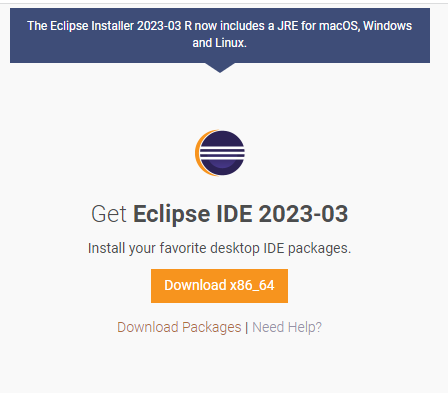 The Eclipse Installer 2023-03 R now includes a JRE for macOS, Windows
and Linux.
Get Eclipse IDE 2023-03
Install your favorite desktop IDE packages.
Download x86_64
Download Packages | Need Help?